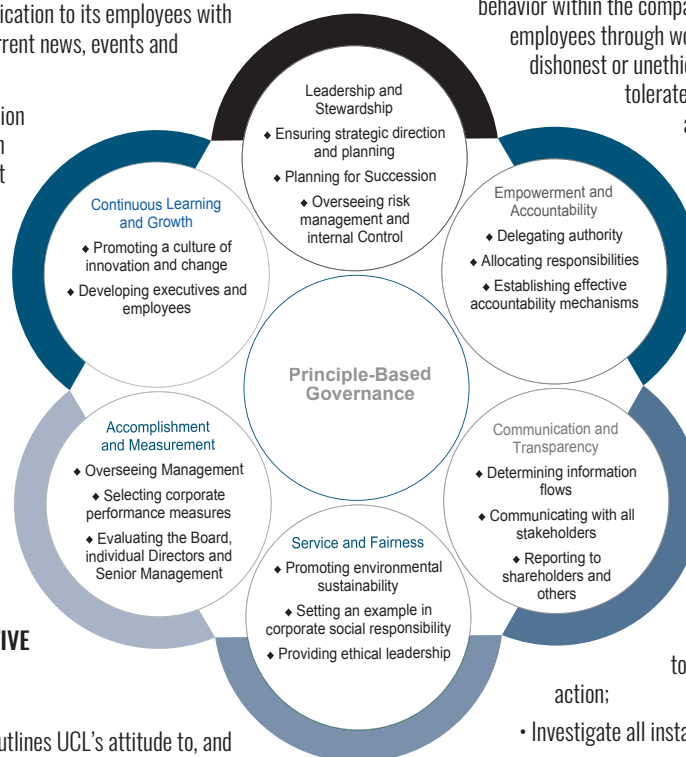 ication to its employees with
rrent news, events and
behavior within the compa
employees through wo
dishonest or unethic
tolerate
Leadership and
Stewardship
♦ Ensuring strategic direction
and planning
♦ Planning for Succession
♦ Overseeing risk
management and
internal Control
Continuous Learning
and Growth
♦ Promoting a culture of
innovation and change
♦ Developing executives and
employees
Empowerment and
Accountability
♦ Delegating authority
♦ Allocating responsibilities
♦ Establishing effective
accountability mechanisms
Principle-Based
Governance
Accomplishment
and Measurement
♦ Overseeing Management
♦ Selecting corporate
performance measures
♦ Evaluating the Board,
individual Directors and
Senior Management
Communication and
Transparency
♦ Determining information
flows
♦ Communicating with all
stakeholders
♦ Reporting to
shareholders and
others
Service and Fairness
♦ Promoting environmental
sustainability
♦ Setting an example in
corporate social responsibility
♦ Providing ethical leadership
IVE
utlines UCL's attitude to, and
to
action;
• Investigate all insta